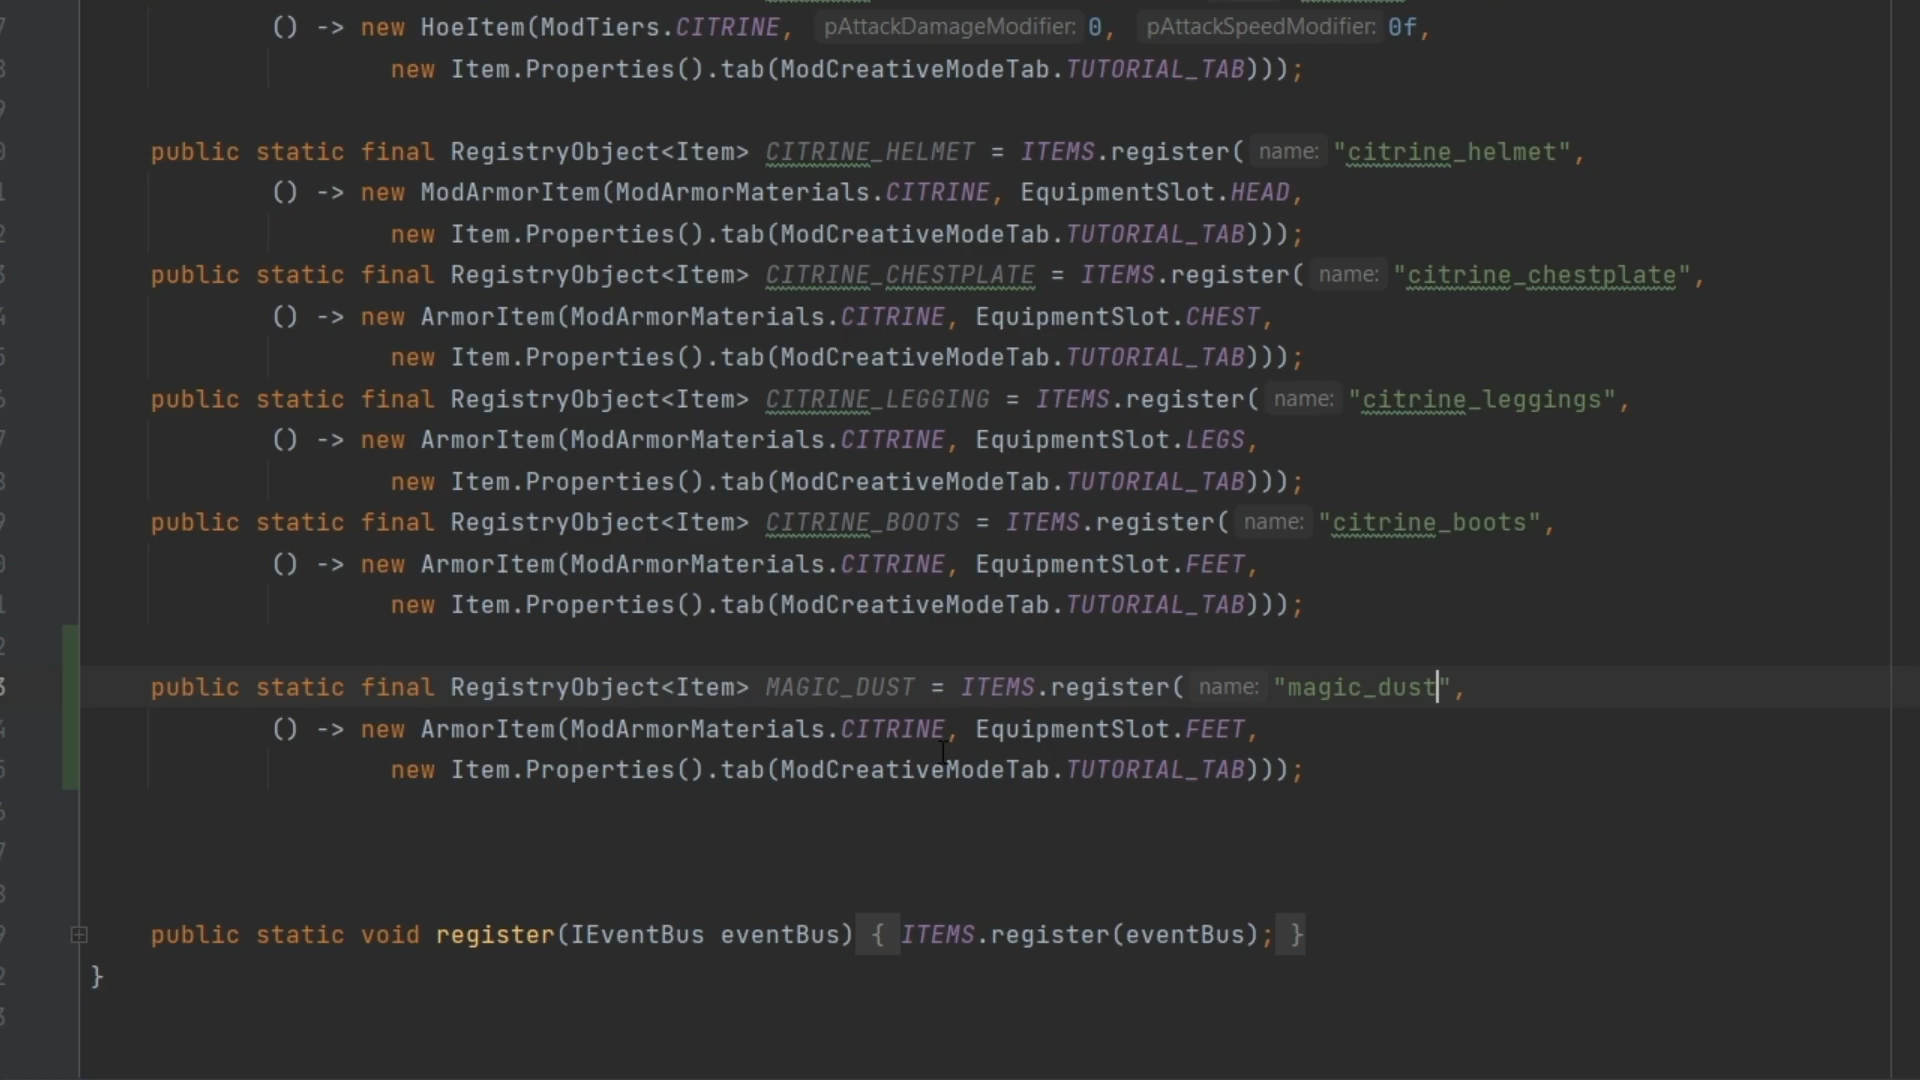 () -> new HoeItem(ModTiers.CITRINE, pAttackDamageModifier: 0, pAttackSpeedModifier: 0f,
new Item.Properties().tab(ModCreativeModeTab.TUTORIAL_TAB)));
public static final RegistryObject<Item> CITRINE_HELMET = ITEMS.register( name: "citrine_helmet",
() -> new ModArmorItem(ModArmorMaterials.CITRINE, EquipmentSlot.HEAD,
new Item.Properties().tab(ModCreativeModeTab.TUTORIAL_TAB)));
public static final RegistryObject<Item> CITRINE_CHESTPLATE = ITEMS.register( name: "citrine_chestplate",
() -> new ArmorItem(ModArmorMaterials.CITRINE, EquipmentSlot.CHEST,
new Item.Properties().tab(ModCreativeModeTab.TUTORIAL_TAB)));
public static final RegistryObject<Item> CITRINE_LEGGING = ITEMS.register( name: "citrine_leggings",
() -> new ArmorItem(ModArmorMaterials.CITRINE, EquipmentSlot.LEGS,
new Item.Properties().tab(ModCreativeModeTab.TUTORIAL_TAB)));
public static final RegistryObject<Item> CITRINE_BOOTS = ITEMS.register( name: "citrine_boots",
() -> new ArmorItem(ModArmorMaterials.CITRINE, EquipmentSlot.FEET,
new Item.Properties().tab(ModCreativeModeTab.TUTORIAL_TAB)));
public static final RegistryObject<Item> MAGIC_DUST = ITEMS.register( name: "magic_dust",
() -> new ArmorItem(ModArmorMaterials.CITRINE, EquipmentSlot.FEET,
new Item.Properties().tab(ModCreativeModeTab.TUTORIAL_TAB)));
public static void register(IEventBus eventBus) { ITEMS.register(eventBus); }
}